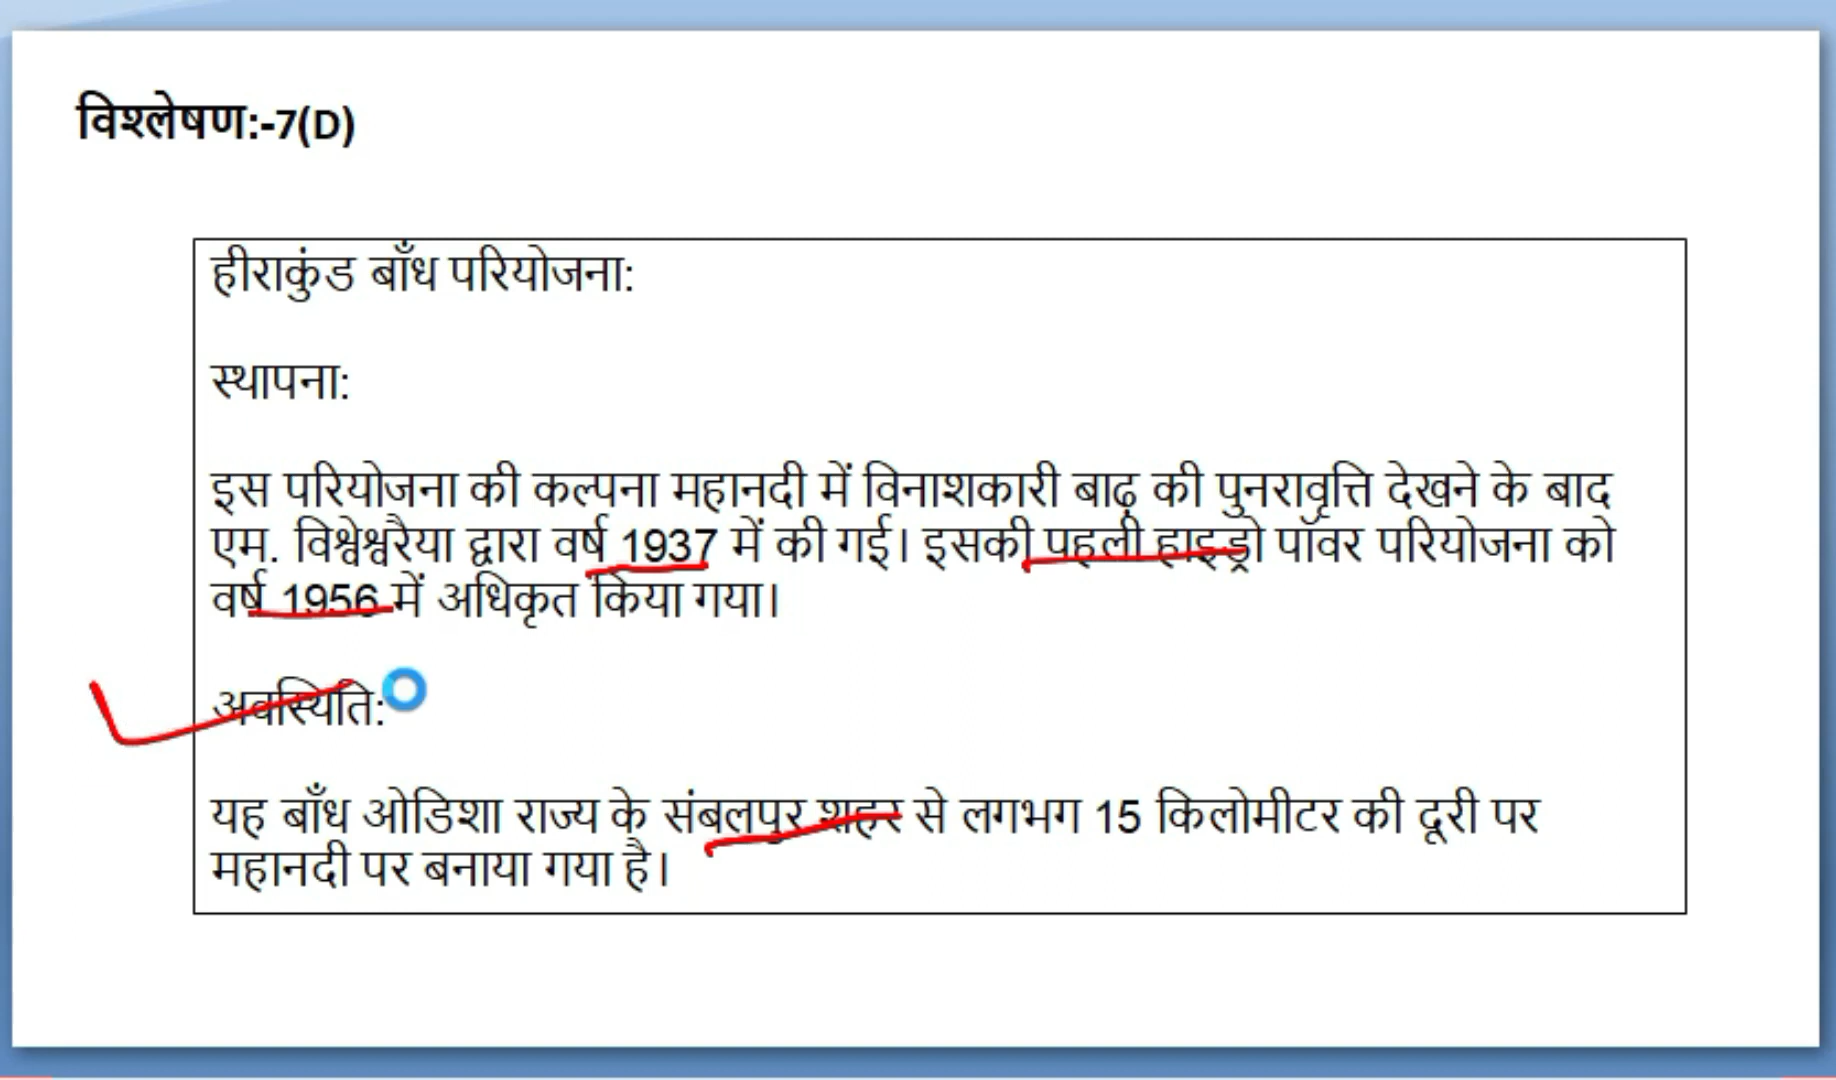 विश्लेषण:-7(D)
हीराकुंड बाँध परियोजना:
स्थापना:
इस परियोजना की कल्पना महानदी में विनाशकारी बाढ़ की पुनरावृत्ति देखने के बाद
एम. विश्वेश्वरैया द्वारा वर्ष 1937 में की गई। इसकी पहली हाइड्रो पॉवर परियोजना को
वर्ष 1956 में अधिकृत किया गया।
अवस्थिति:
यह बाँध ओडिशा राज्य के संबलपुर शहर से लगभग 15 किलोमीटर की दूरी पर
महानदी पर बनाया गया है।